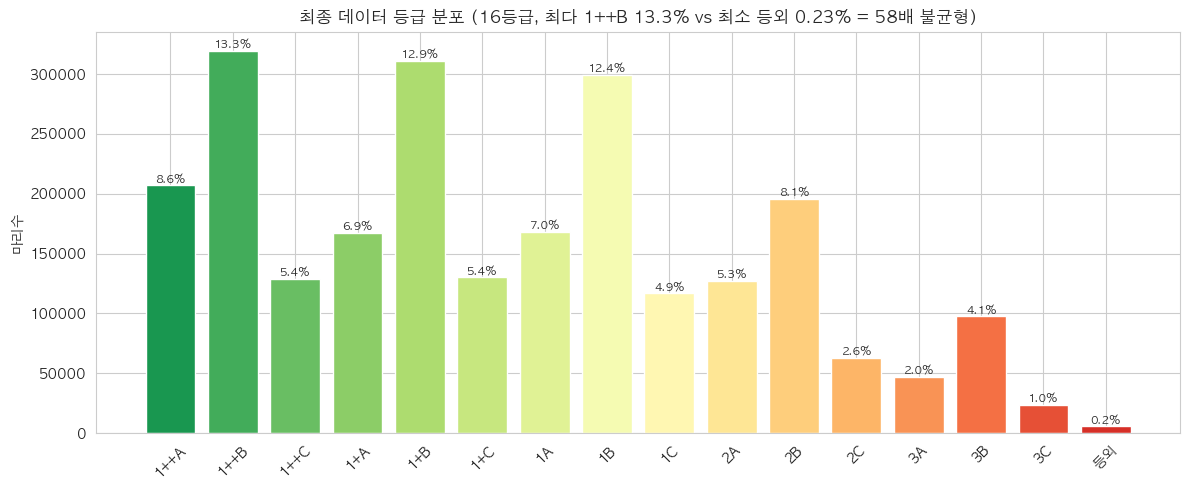 최종 데이터 등급 분포 (16등급, 최다 1++B 13.3% vs 최소 등외 0.23% = 58배 불균형)
마리수
300000
250000
200000
150000
100000
50000
0
8.6%
13.3%
5.4%
6.9%
12.9%
5.4%
7.0%
12.4%
4.9%
5.3%
8.1%
2.6%
2.0%
4.1%
1.0%
0.2%
1++A
1++B
1++C
1+A
1+B
1+C
1A
1B
1C
2A
2B
2C
3A
3B
3C
등외